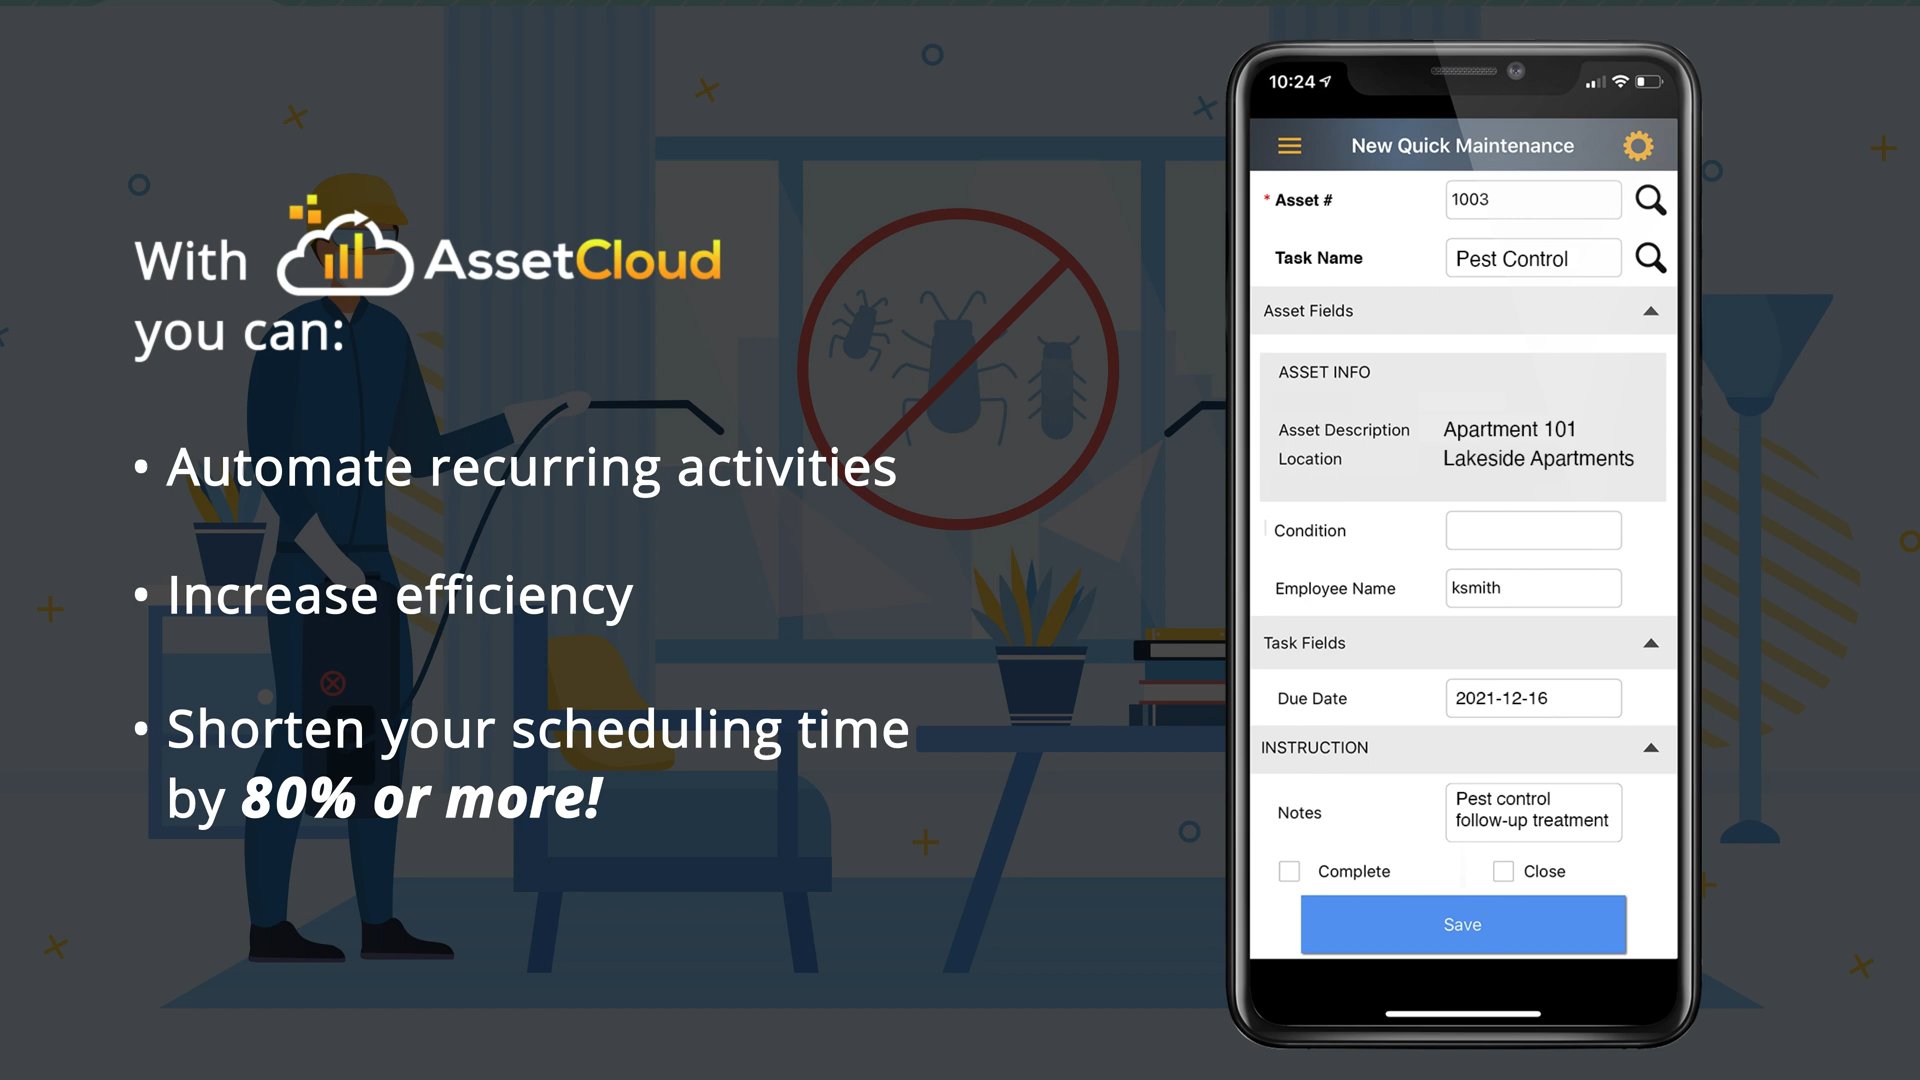 With AssetCloud
you can:
• Automate recurring activities
• Increase efficiency
• Shorten your scheduling time
by 80% or more!
10:24
New Quick Maintenance
* Asset # 1003
Task Name Pest Control
Asset Fields
ASSET INFO
Asset Description Apartment 101
Location Lakeside Apartments
Condition
Employee Name ksmith
Task Fields
Due Date 2021-12-16
INSTRUCTION
Notes Pest control
follow-up treatment
Complete Close
Save